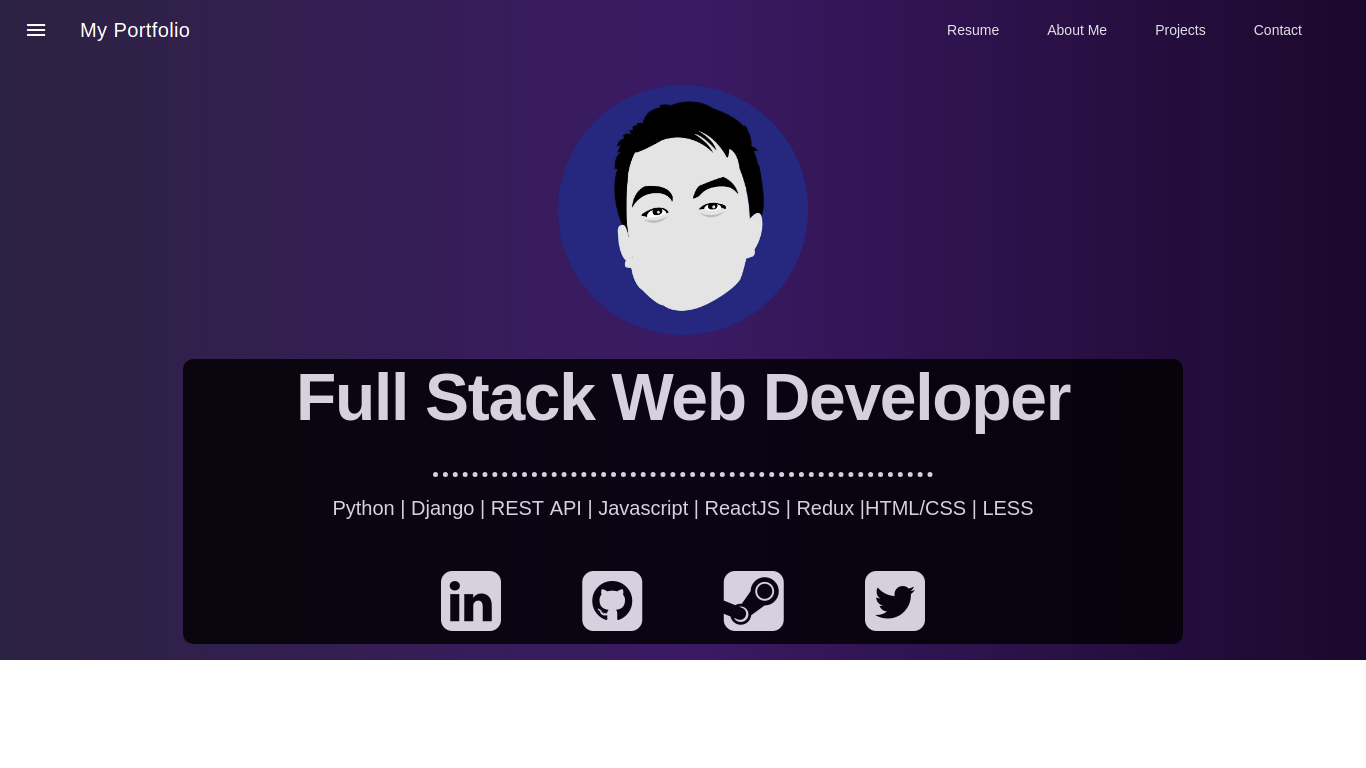 My Portfolio
Resume
About Me
Projects
Contact
Full Stack Web Developer
Python | Django | REST API | Javascript | ReactJS | Redux |HTML/CSS | LESS
in